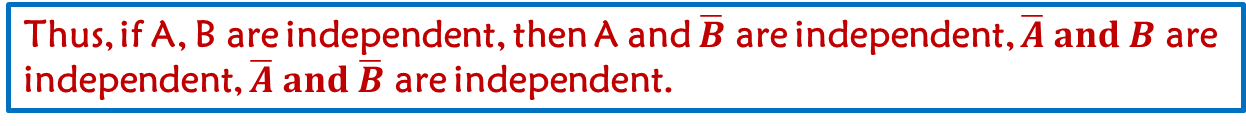 Thus, if A, B are independent, then A and B̅ are independent, A̅ and B are
independent, A̅ and B̅ are independent.